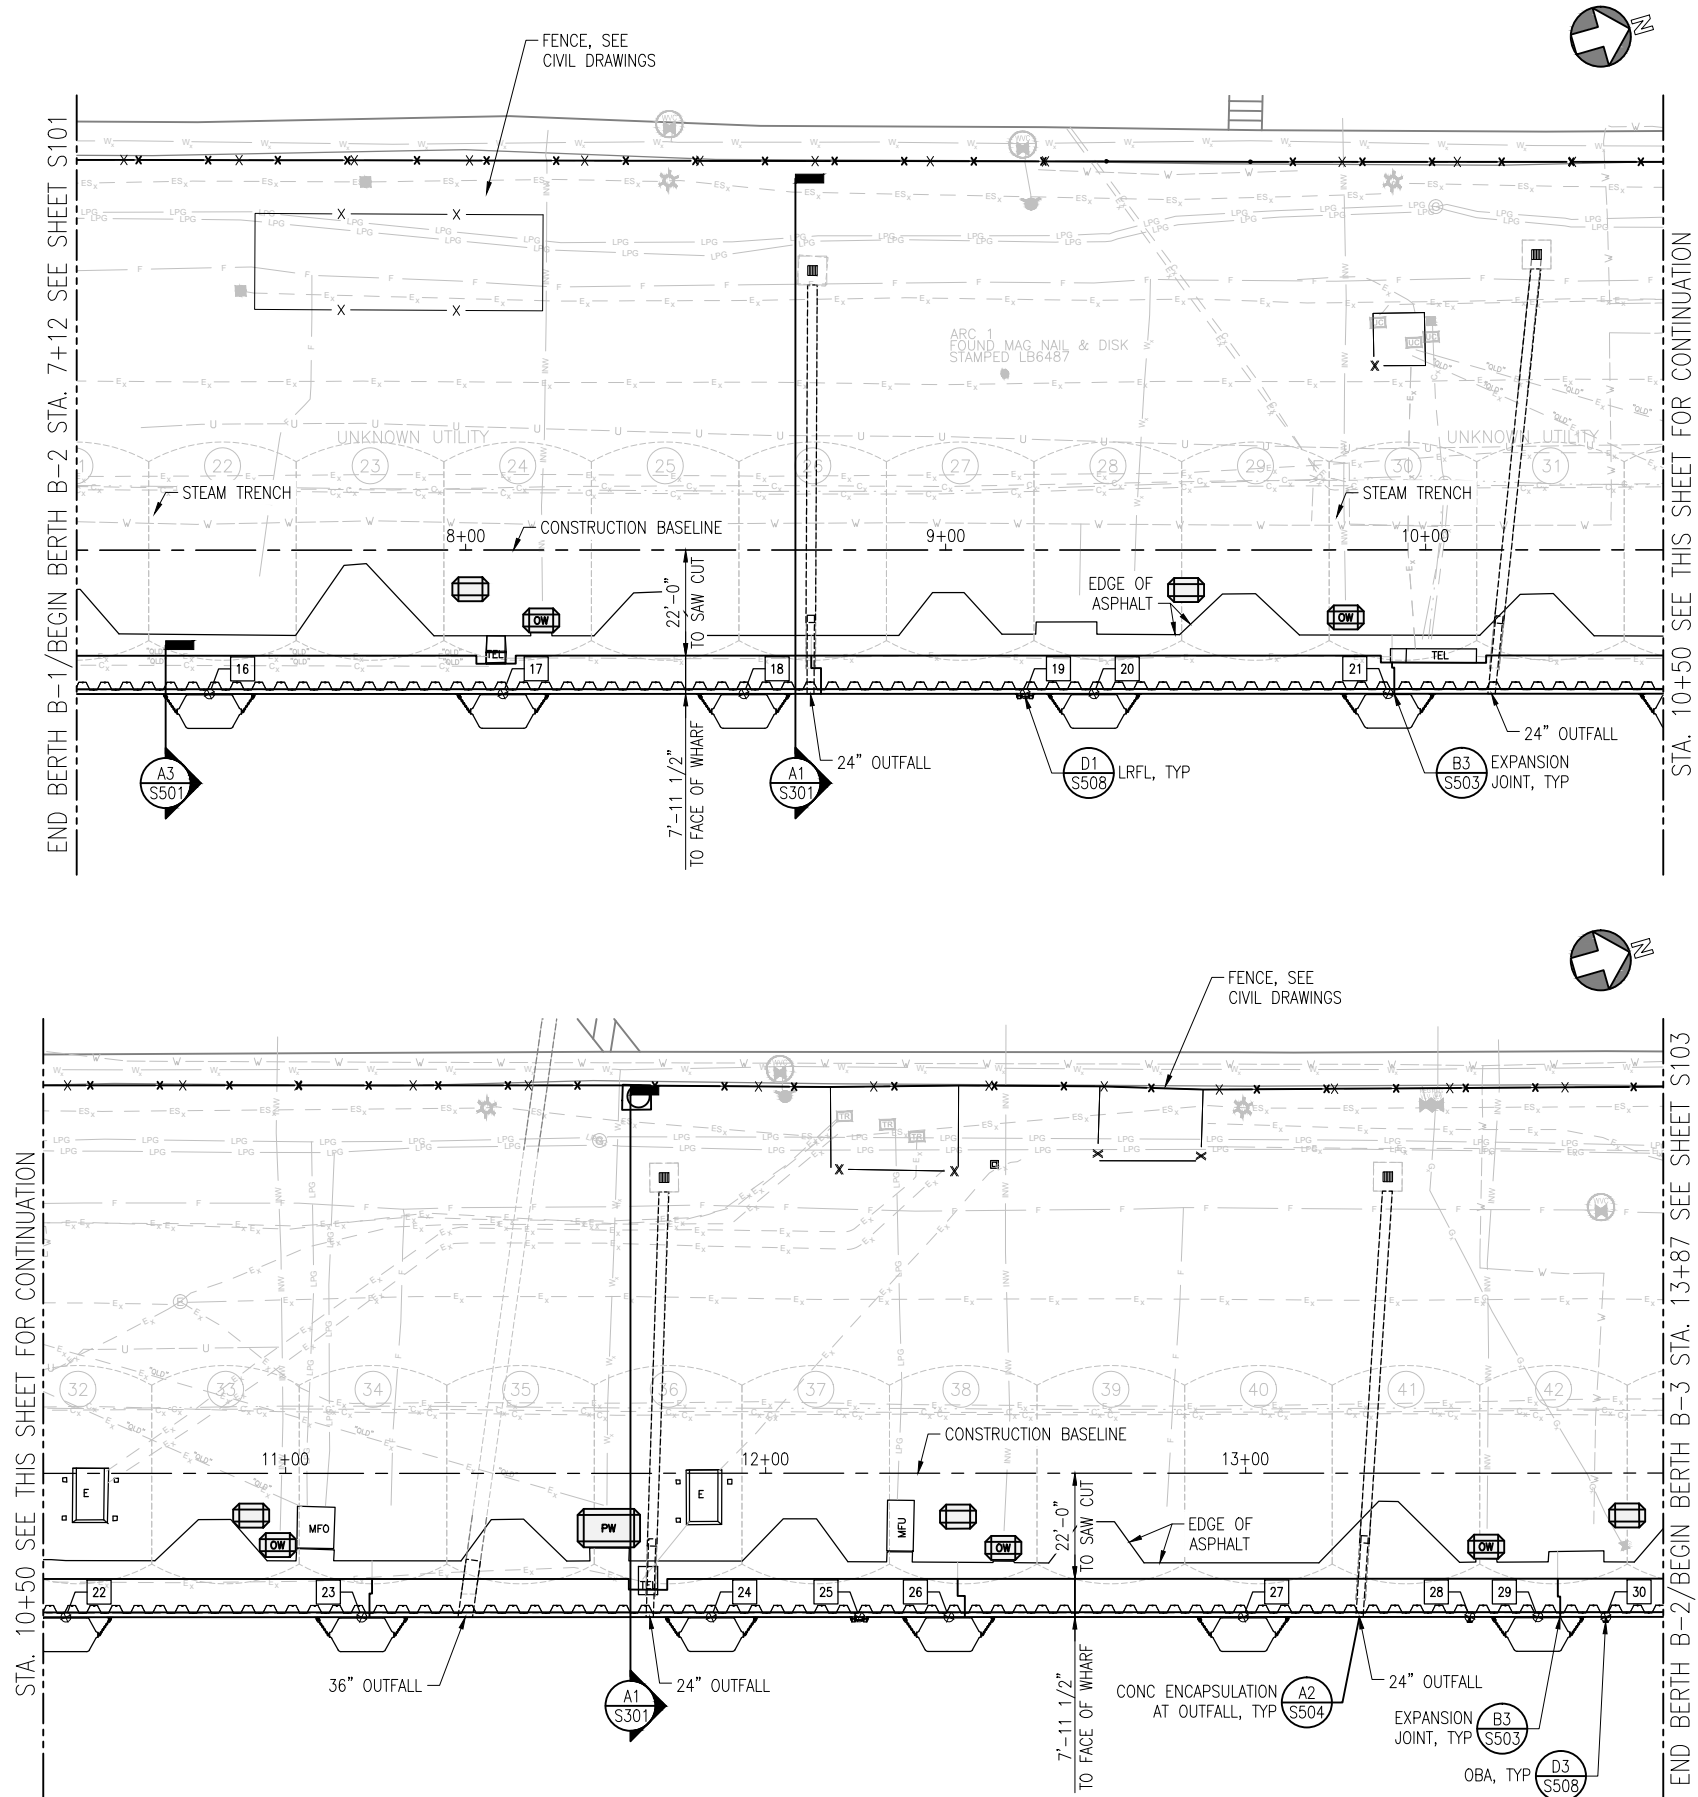 FENCE, SEE
CIVIL DRAWINGS
N
END BERTH B-1/BEGIN BERTH B-2 STA. 7+12 SEE SHEET S101
STA. 10+50 SEE THIS SHEET FOR CONTINUATION
ARC 1
FOUND MAG NAIL & DISK
STAMPED LB6487
UNKNOWN UTILITY
UNKNOWN UTILITY
22
23
24
25
26
27
28
29
30
31
STEAM TRENCH
STEAM TRENCH
CONSTRUCTION BASELINE
8+00
9+00
10+00
22'-0"
TO SAW CUT
EDGE OF
ASPHALT
OW
OW
TEL
TEL
16
17
18
19
20
21
7'-11 1/2"
TO FACE OF WHARF
24" OUTFALL
24" OUTFALL
A3
S501
A1
S301
D1
S508
LRFL, TYP
B3
S503
EXPANSION
JOINT, TYP
N
FENCE, SEE
CIVIL DRAWINGS
STA. 10+50 SEE THIS SHEET FOR CONTINUATION
END BERTH B-2/BEGIN BERTH B-3 STA. 13+87 SEE SHEET S103
TR
TR
TR
32
33
34
35
36
37
38
39
40
41
42
CONSTRUCTION BASELINE
11+00
12+00
13+00
E
E
MFO
OW
PW
MFU
OW
OW
TEL
22'-0"
TO SAW CUT
EDGE OF
ASPHALT
22
23
24
25
26
27
28
29
30
36" OUTFALL
24" OUTFALL
24" OUTFALL
A1
S301
7'-11 1/2"
TO FACE OF WHARF
CONC ENCAPSULATION
AT OUTFALL, TYP
A2
S504
EXPANSION
JOINT, TYP
B3
S503
OBA, TYP
D3
S508